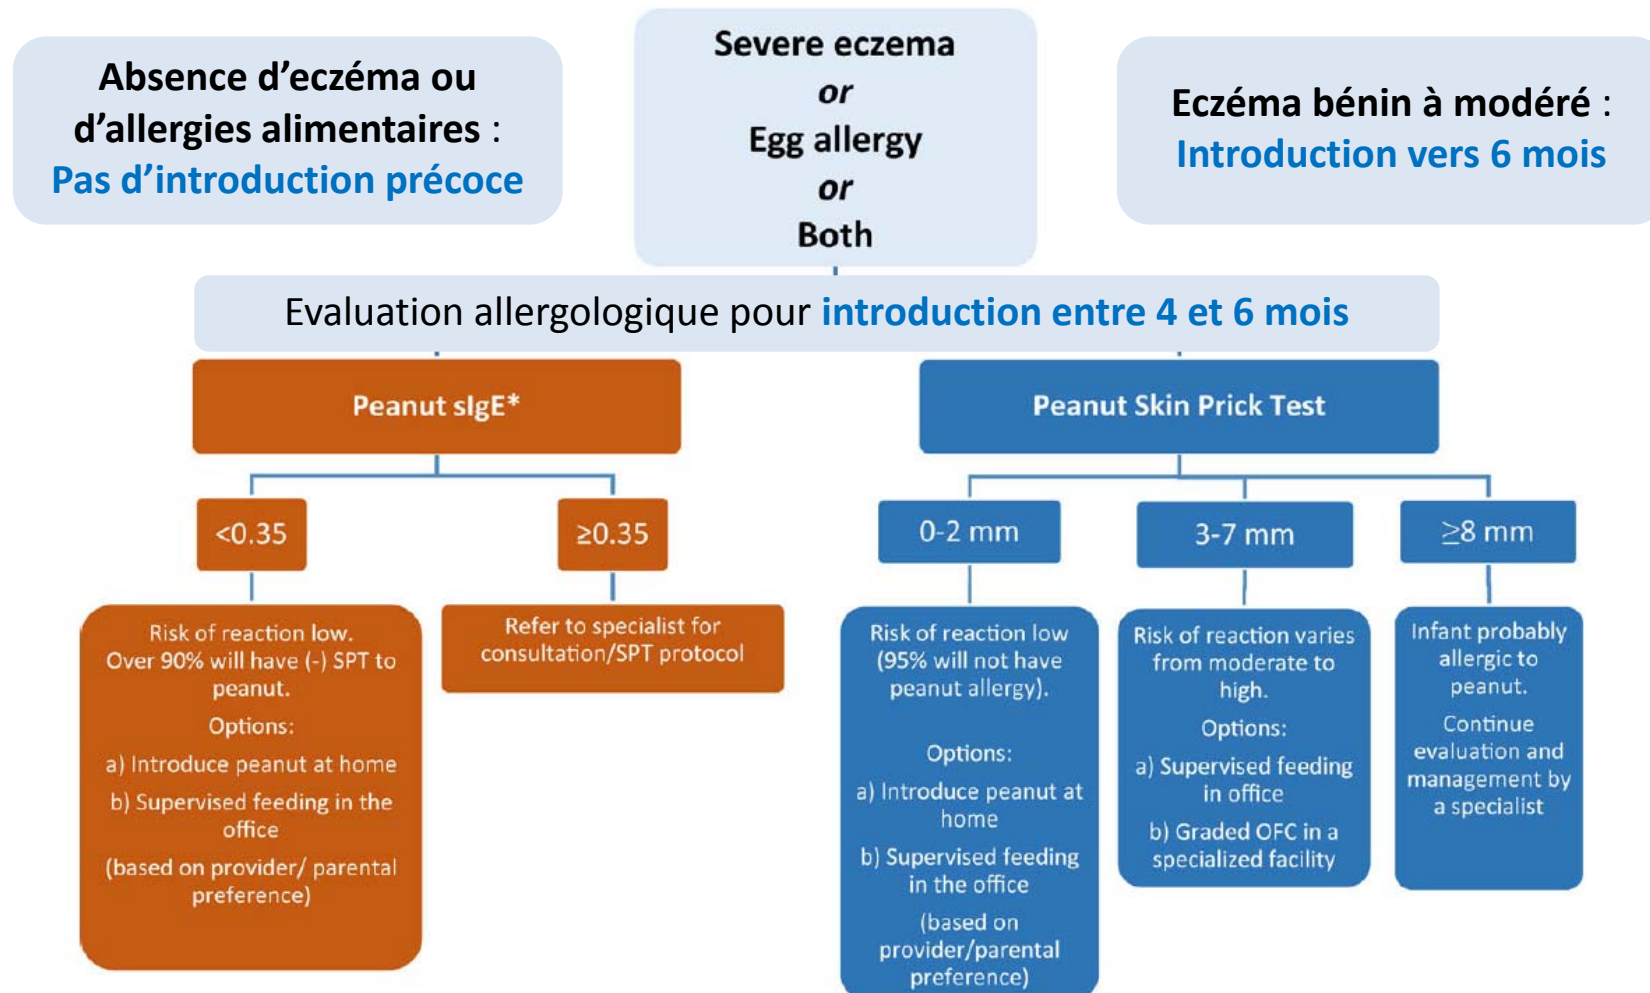 Absence d’eczéma ou
d’allergies alimentaires :
Pas d’introduction précoce
Severe eczema
or
Egg allergy
or
Both
Eczéma bénin à modéré :
Introduction vers 6 mois
Evaluation allergologique pour introduction entre 4 et 6 mois
Peanut sIgE*
<0.35
Risk of reaction low.
Over 90% will have (-) SPT to
peanut.
Options:
a) Introduce peanut at home
b) Supervised feeding in the
office
(based on provider/ parental
preference)
≥0.35
Refer to specialist for
consultation/SPT protocol
Peanut Skin Prick Test
0-2 mm
Risk of reaction low
(95% will not have
peanut allergy).
Options:
a) Introduce peanut at
home
b) Supervised feeding
in the office
(based on
provider/parental
preference)
3-7 mm
Risk of reaction varies
from moderate to
high.
Options:
a) Supervised feeding
in office
b) Graded OFC in a
specialized facility
≥8 mm
Infant probably
allergic to
peanut.
Continue
evaluation and
management by
a specialist